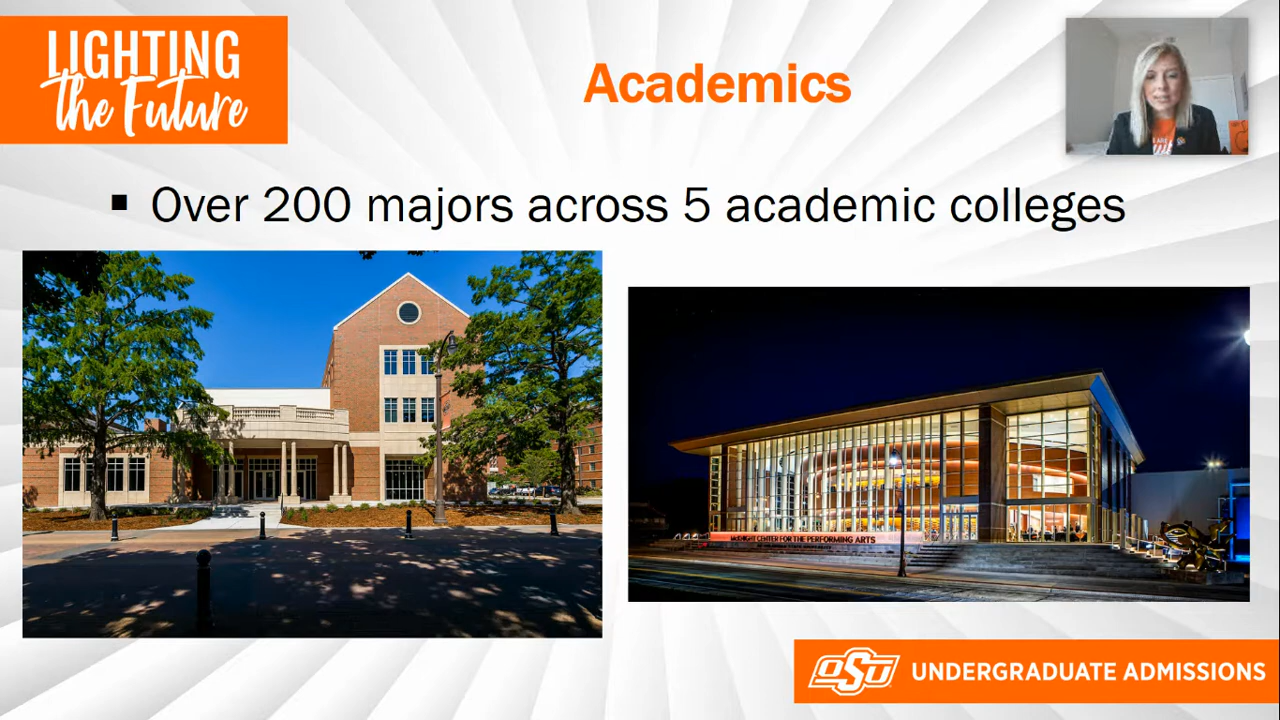 LIGHTING
the Future
Academics
▪ Over 200 majors across 5 academic colleges
McKNIGHT CENTER FOR THE PERFORMING ARTS
OSU UNDERGRADUATE ADMISSIONS